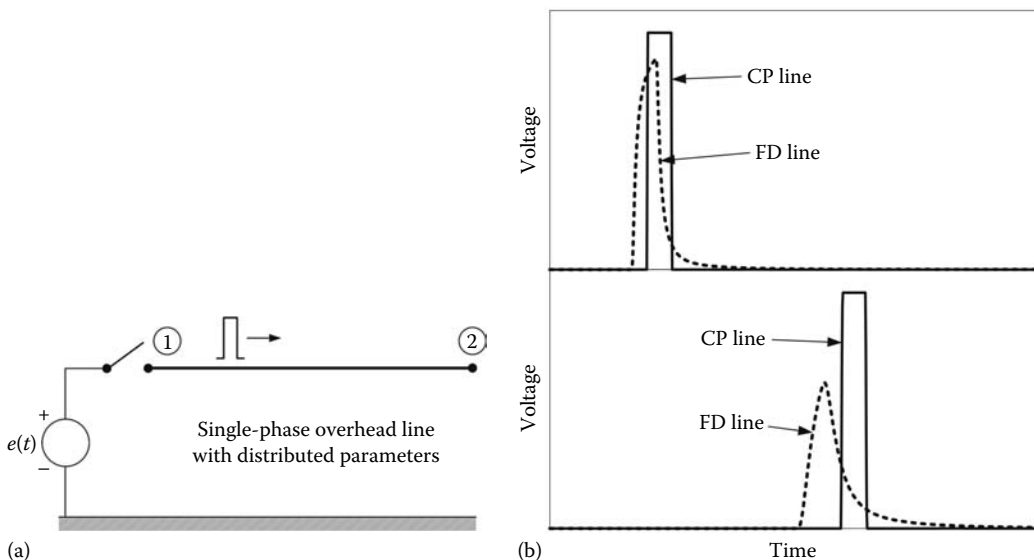 1
2
+
e(t)
−
Single-phase overhead line
with distributed parameters
(a)
Voltage
CP line
FD line
Voltage
CP line
FD line
(b)
Time